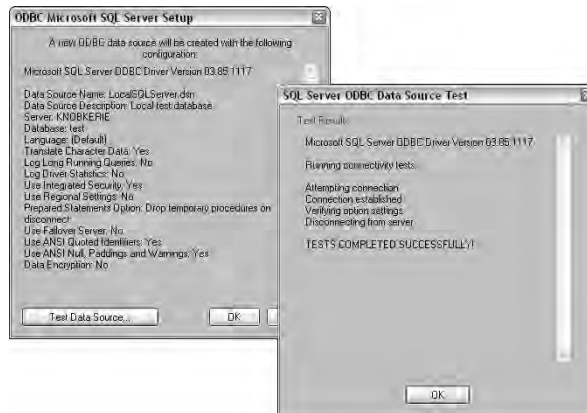 ODBC Microsoft SQL Server Setup
A new ODBC data source will be created with the following
configuration:
Microsoft SQL Server ODBC Driver Version 03.85.1117
Data Source Name: LocalSQLServer.dsn
Data Source Description: Local test database
Server: KNOBKERIE
Database: test
Language: (Default)
Translate Character Data: Yes
Log Long Running Queries: No
Log Driver Statistics: No
Use Integrated Security: Yes
Use Regional Settings: No
Prepared Statements Option: Drop temporary procedures on
disconnect
Use Failover Server: No
Use ANSI Quoted Identifiers: Yes
Use ANSI Null, Paddings and Warnings: Yes
Data Encryption: No
Test Data Source...
OK
SQL Server ODBC Data Source Test
Test Results
Microsoft SQL Server ODBC Driver Version 03.85.1117
Running connectivity tests...
Attempting connection
Connection established
Verifying option settings
Disconnecting from server
TESTS COMPLETED SUCCESSFULLY!
OK